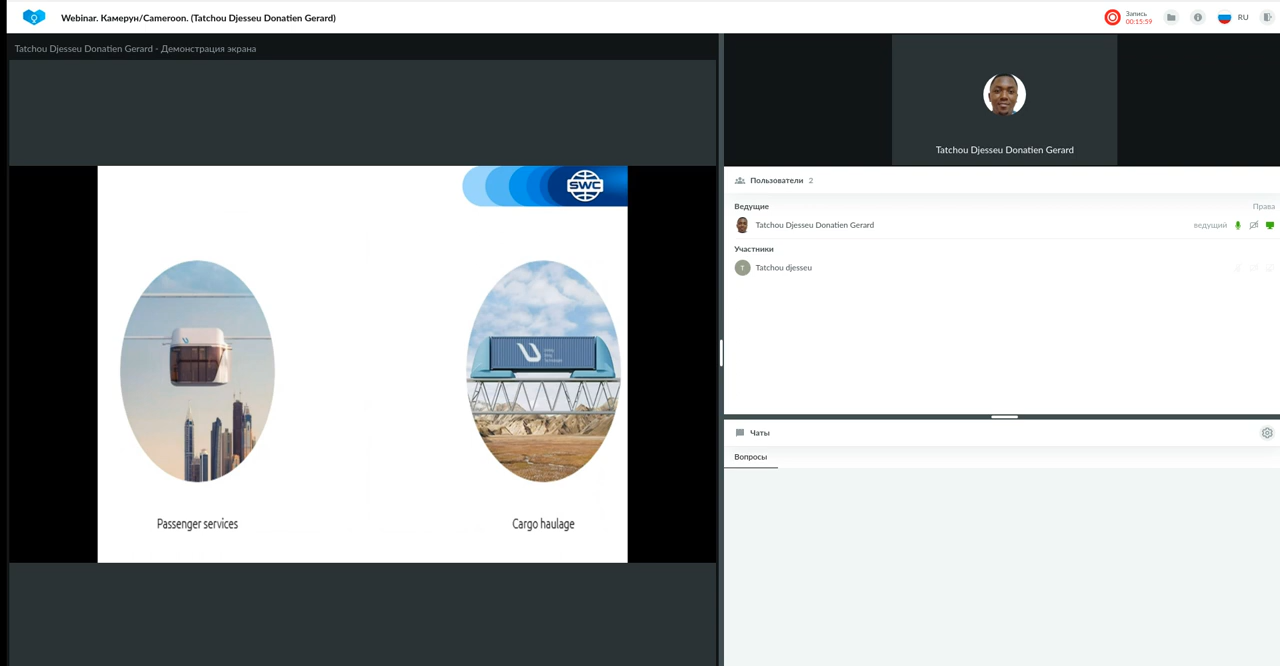 Webinar. Камерун/Cameroon. (Tatchou Djesseu Donatien Gerard)
Запись
00:15:59
RU
Tatchou Djesseu Donatien Gerard - Демонстрация экрана
SWC
Passenger services
Cargo haulage
Tatchou Djesseu Donatien Gerard
Пользователи 2
Ведущие Права
Tatchou Djesseu Donatien Gerard ведущий
Участники
T Tatchou djesseu
Чаты
Вопросы